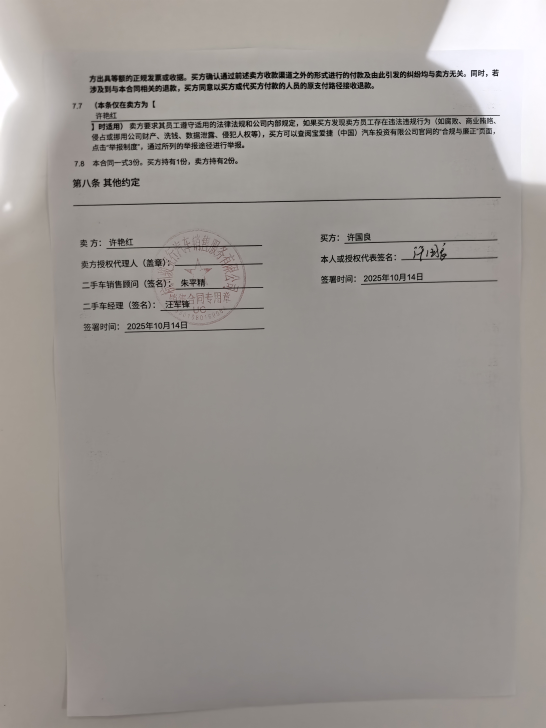 方出具等额的正规发票或收据。买方确认通过前述卖方收款渠道之外的形式进行的付款及由此引发的纠纷均与卖方无关。同时，若
涉及到与本合同相关的退款，买方同意以买方或代买方付款的人员的原支付路径接收退款。
7.7 （本条仅在卖方为【
许艳红
】时适用）卖方要求其员工遵守适用的法律法规和公司内部规定，如果买方发现卖方员工存在违法违规行为（如腐败、商业贿赂、
侵占或挪用公司财产、洗钱、数据泄露、侵犯人权等），买方可以查阅宝爱捷（中国）汽车投资有限公司官网的“合规与廉正”页面，
点击“举报制度”，通过所列的举报途径进行举报。
7.8 本合同一式3份。买方持有1份，卖方持有2份。
第八条 其他约定
卖 方： 许艳红
买方： 许国良
卖方授权代理人（盖章）：
本人或授权代表签名：
二手车销售顾问（签名）： 朱平精
签署时间： 2025年10月14日
二手车经理（签名）： 汪军锋
签署时间： 2025年10月14日
销售服务有限公司
合同专用章